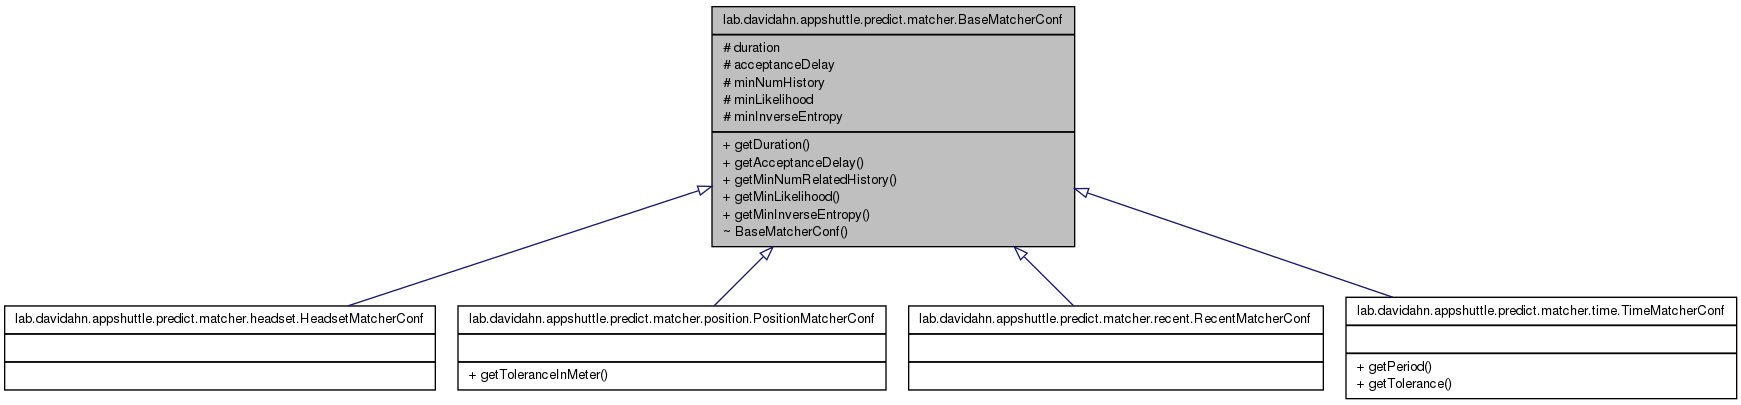 lab.davidahn.appshuttle.predict.matcher.BaseMatcherConf
# duration
# acceptanceDelay
# minNumHistory
# minLikelihood
# minInverseEntropy
+ getDuration()
+ getAcceptanceDelay()
+ getMinNumRelatedHistory()
+ getMinLikelihood()
+ getMinInverseEntropy()
~ BaseMatcherConf()
lab.davidahn.appshuttle.predict.matcher.headset.HeadsetMatcherConf
lab.davidahn.appshuttle.predict.matcher.position.PositionMatcherConf
+ getToleranceInMeter()
lab.davidahn.appshuttle.predict.matcher.recent.RecentMatcherConf
lab.davidahn.appshuttle.predict.matcher.time.TimeMatcherConf
+ getPeriod()
+ getTolerance()